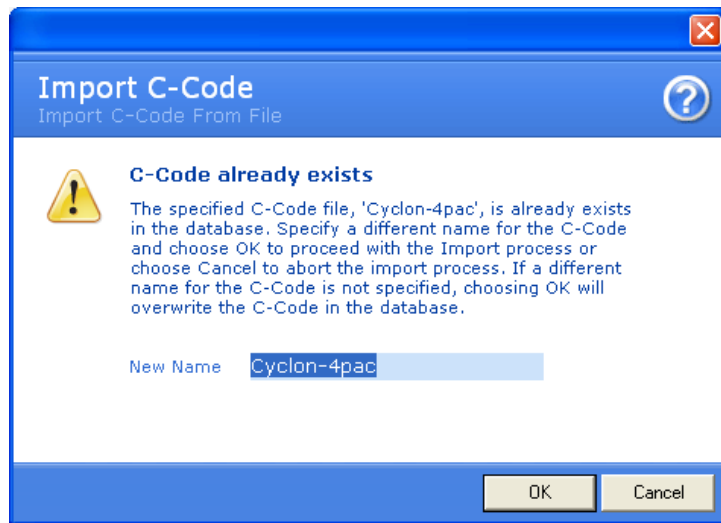 Import C-Code
Import C-Code From File
C-Code already exists
The specified C-Code file, 'Cyclon-4pac', is already exists
in the database. Specify a different name for the C-Code
and choose OK to proceed with the Import process or
choose Cancel to abort the import process. If a different
name for the C-Code is not specified, choosing OK will
overwrite the C-Code in the database.
New Name Cyclon-4pac
OK Cancel